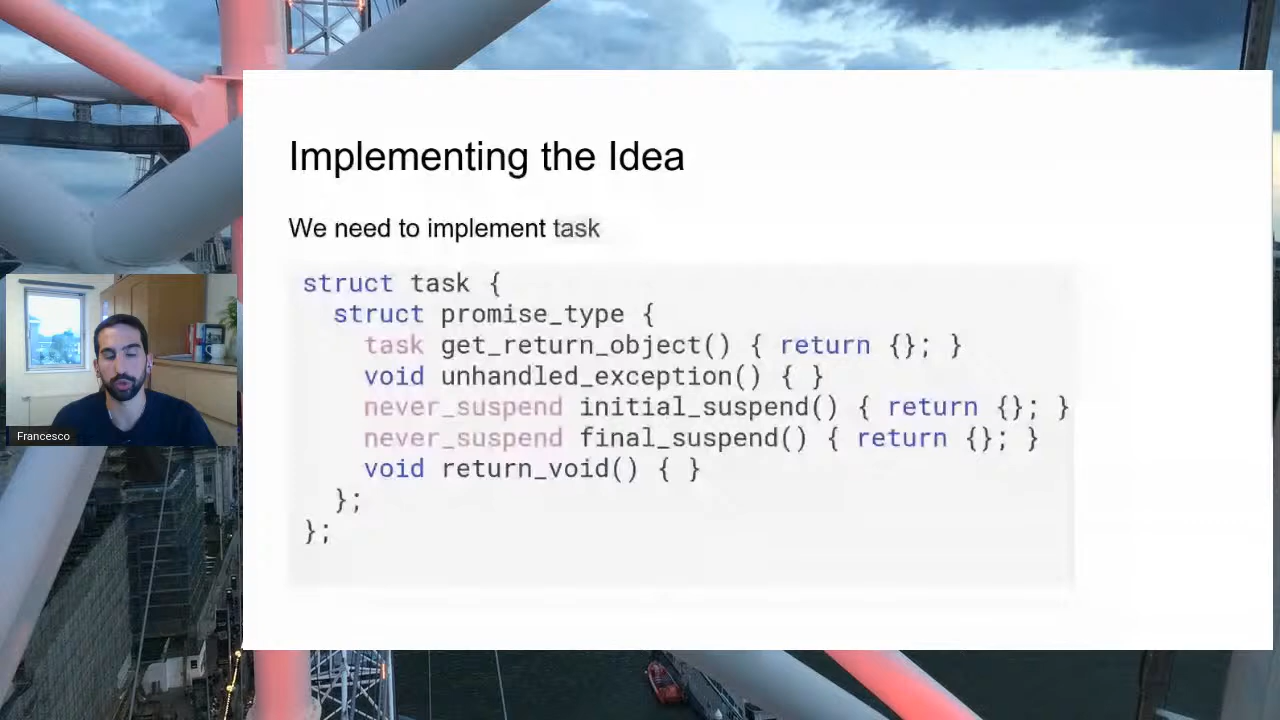 Implementing the Idea
We need to implement task
struct task {
struct promise_type {
task get_return_object() { return {}; }
void unhandled_exception() { }
never_suspend initial_suspend() { return {}; }
never_suspend final_suspend() { return {}; }
void return_void() { }
};
};
Francesco